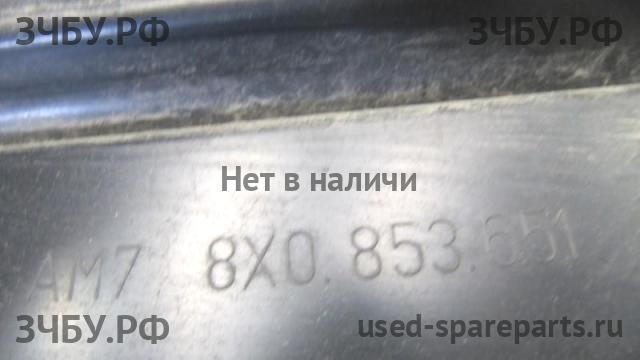 ЗЧБУ.РФ ЗЧБУ.РФ
Нет в наличи
AM7 8X0.853.651
ЗЧБУ.РФ used-spareparts.ru